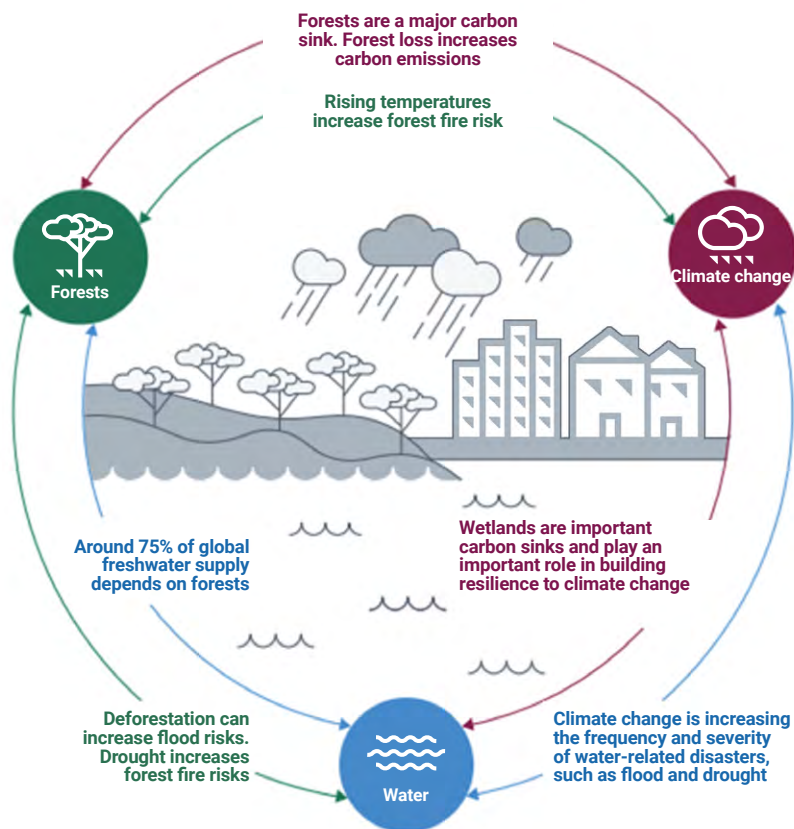 Forests are a major carbon
sink. Forest loss increases
carbon emissions
Rising temperatures
increase forest fire risk
Forests
Climate change
Around 75% of global
freshwater supply
depends on forests
Wetlands are important
carbon sinks and play an
important role in building
resilience to climate change
Deforestation can
increase flood risks.
Drought increases
forest fire risks
Water
Climate change is increasing
the frequency and severity
of water-related disasters,
such as flood and drought